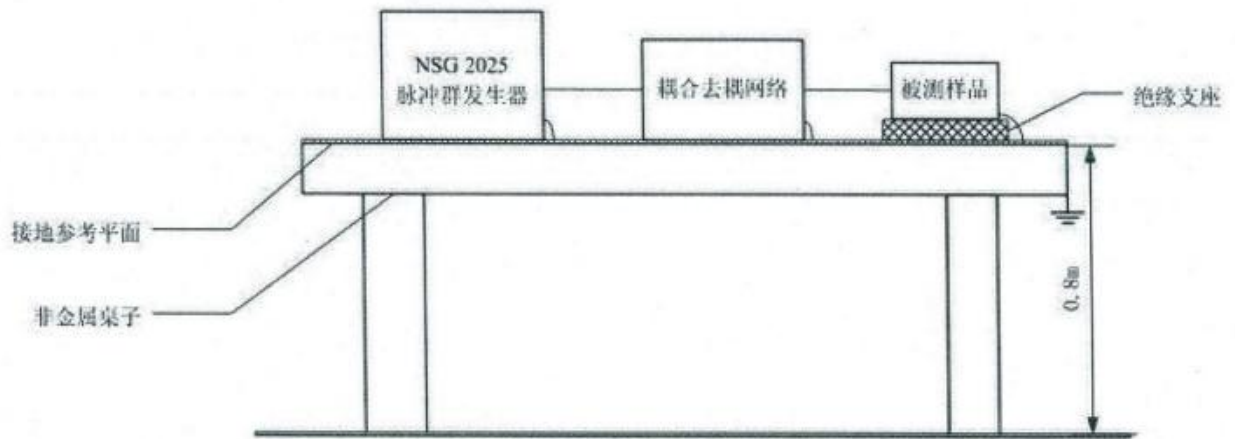 NSG 2025
脉冲群发生器
耦合去耦网络
被测样品
绝缘支座
接地参考平面
非金属桌子
0.8m